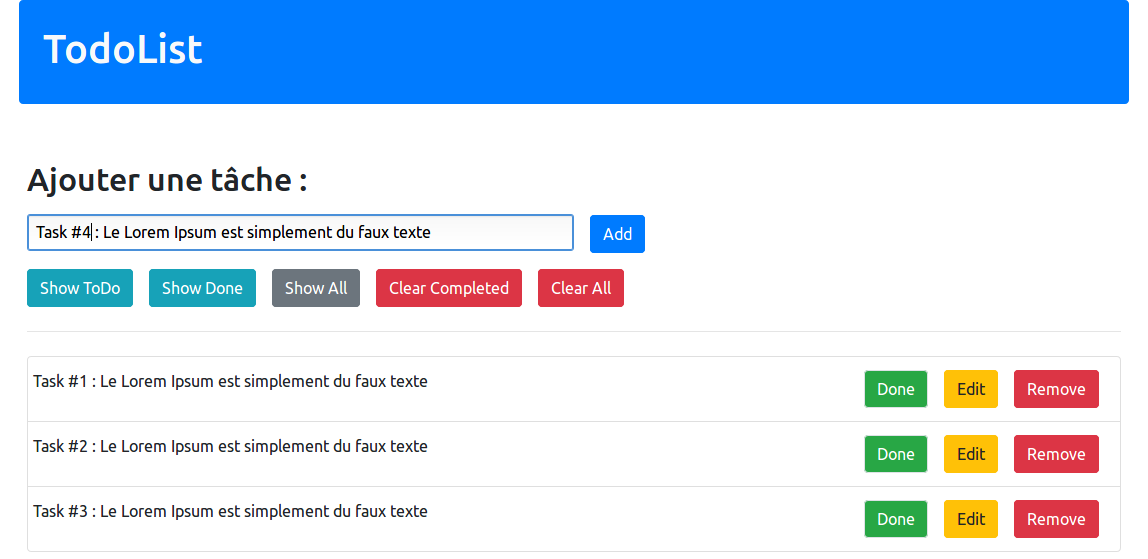 TodoList
Ajouter une tâche :
Task #4 : Le Lorem Ipsum est simplement du faux texte Add
Show ToDo Show Done Show All Clear Completed Clear All
Task #1 : Le Lorem Ipsum est simplement du faux texte Done Edit Remove
Task #2 : Le Lorem Ipsum est simplement du faux texte Done Edit Remove
Task #3 : Le Lorem Ipsum est simplement du faux texte Done Edit Remove